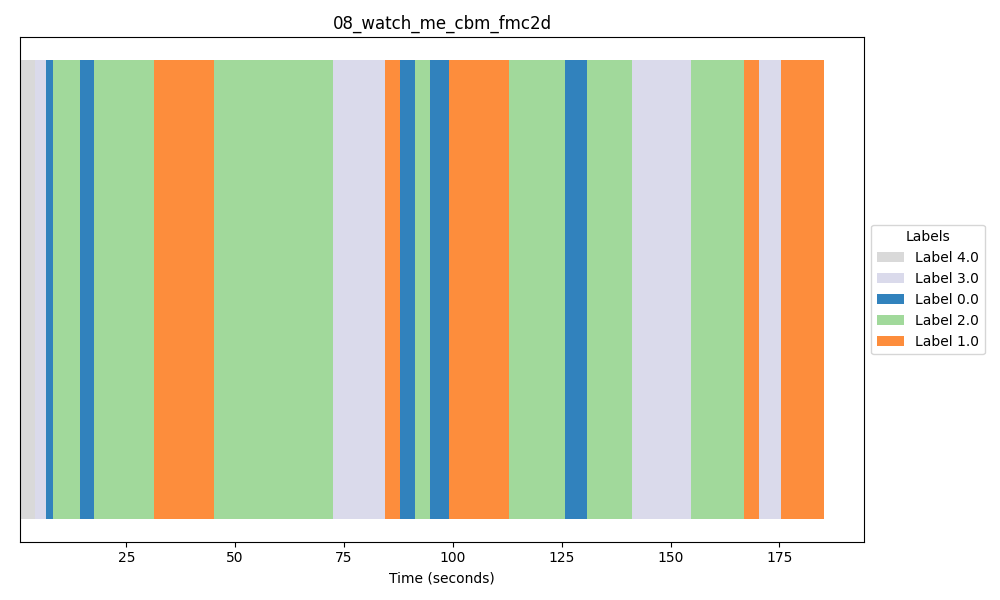 08_watch_me_cbm_fmc2d
Labels
Label 4.0
Label 3.0
Label 0.0
Label 2.0
Label 1.0
25 50 75 100 125 150 175
Time (seconds)